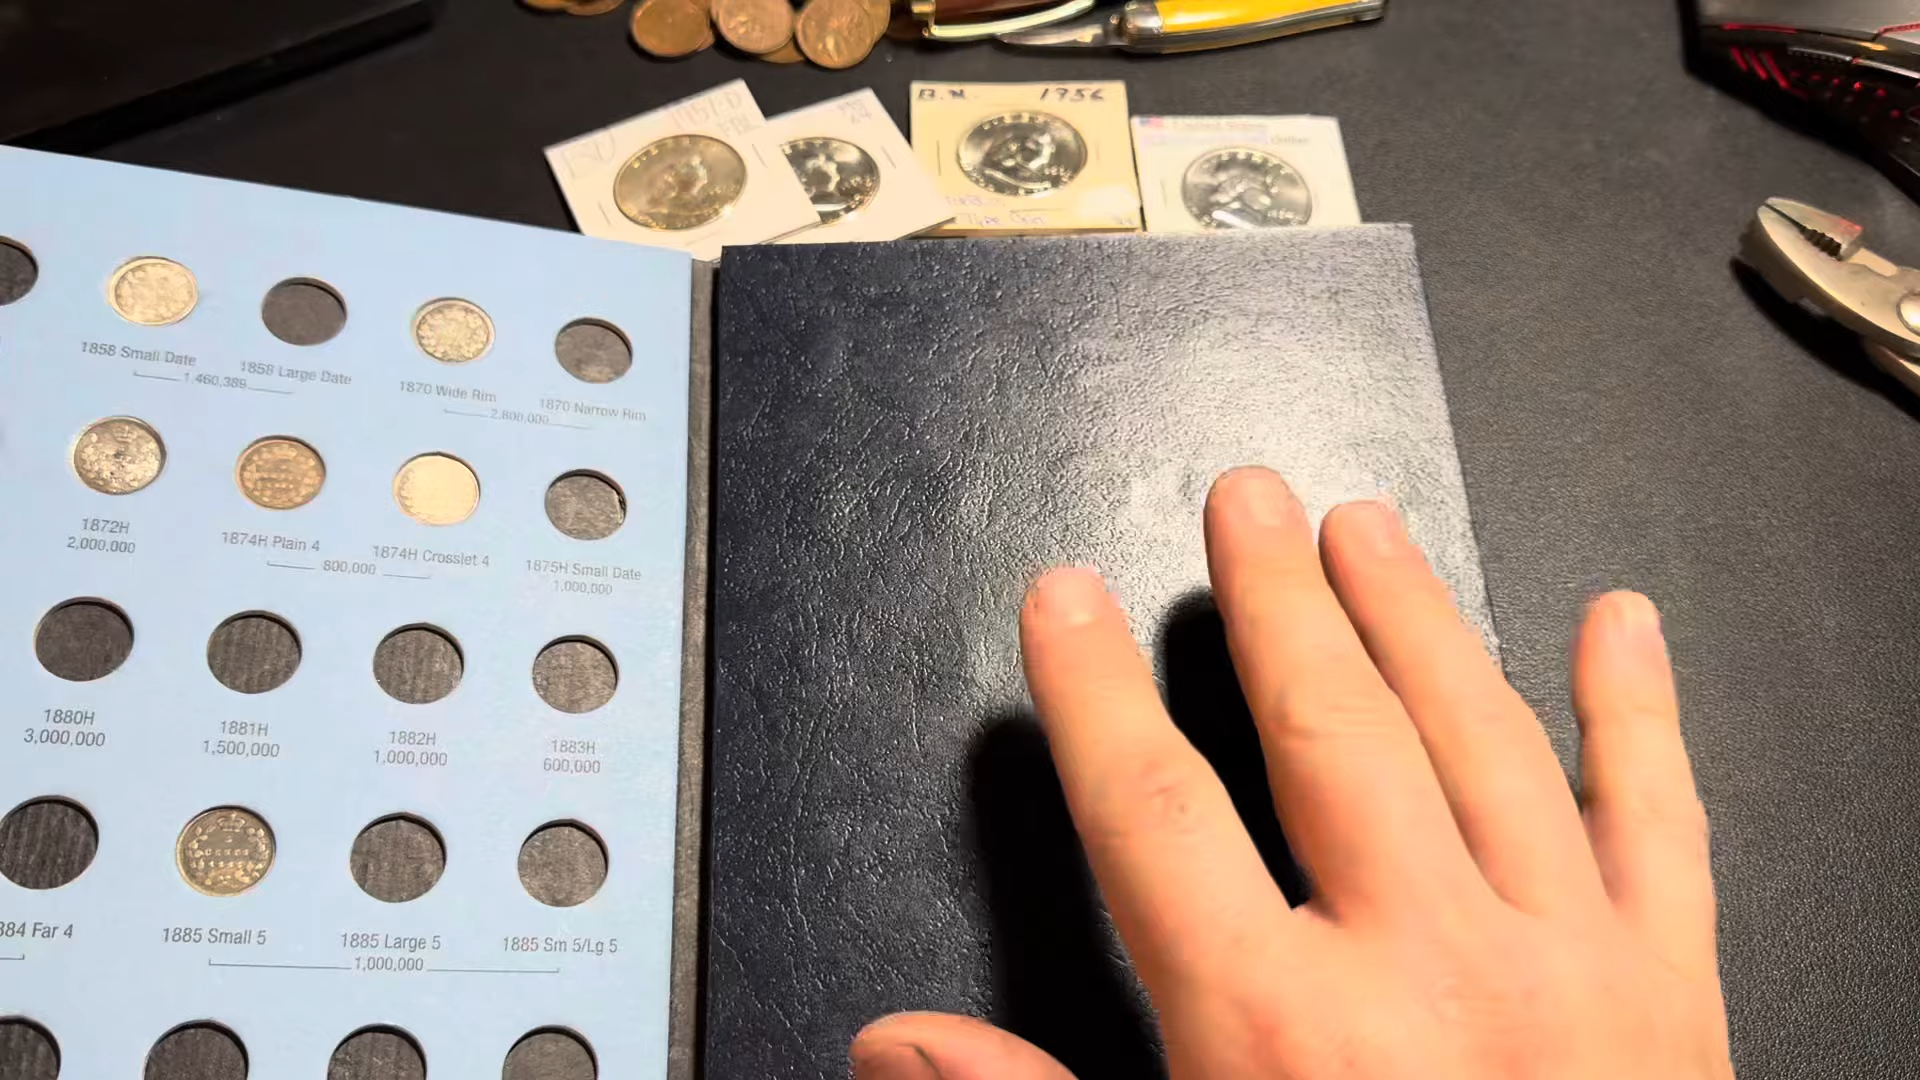 B.U. 1956
1858 Small Date
1858 Large Date
1,460,389
1870 Wide Rim
1870 Narrow Rim
2,800,000
1872H
2,000,000
1874H Plain 4
1874H Crosslet 4
800,000
1875H Small Date
1,000,000
1880H
3,000,000
1881H
1,500,000
1882H
1,000,000
1883H
600,000
884 Far 4
1885 Small 5
1885 Large 5
1885 Sm 5/Lg 5
1,000,000